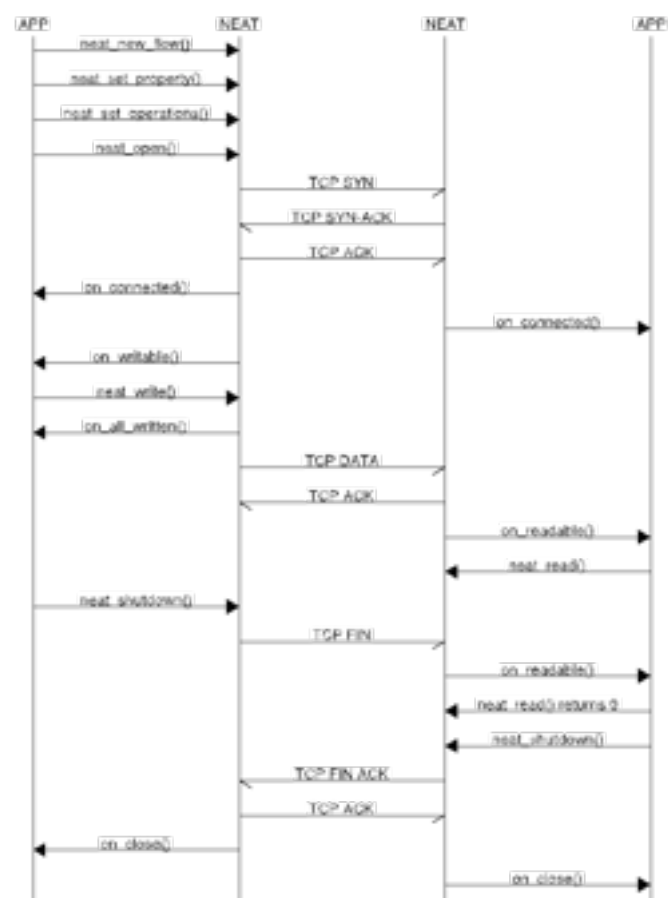 APP NEAT NEAT APP
neat_new_flow()
neat_set_property()
neat_set_operations()
neat_open()
TCP SYN
TCP SYN-ACK
TCP ACK
on_connected()
on_connected()
on_writable()
neat_write()
on_all_written()
TCP DATA
TCP ACK
on_readable()
neat_read()
neat_shutdown()
TCP FIN
on_readable()
neat_read() returns 0
neat_shutdown()
TCP FIN ACK
TCP ACK
on_close()
on_close()